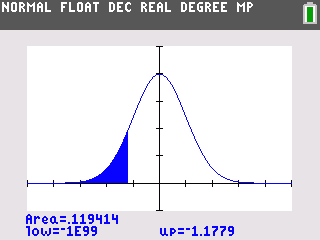 NORMAL FLOAT DEC REAL DEGREE MP
Area=.119414
low=-1E99 up=-1.1779